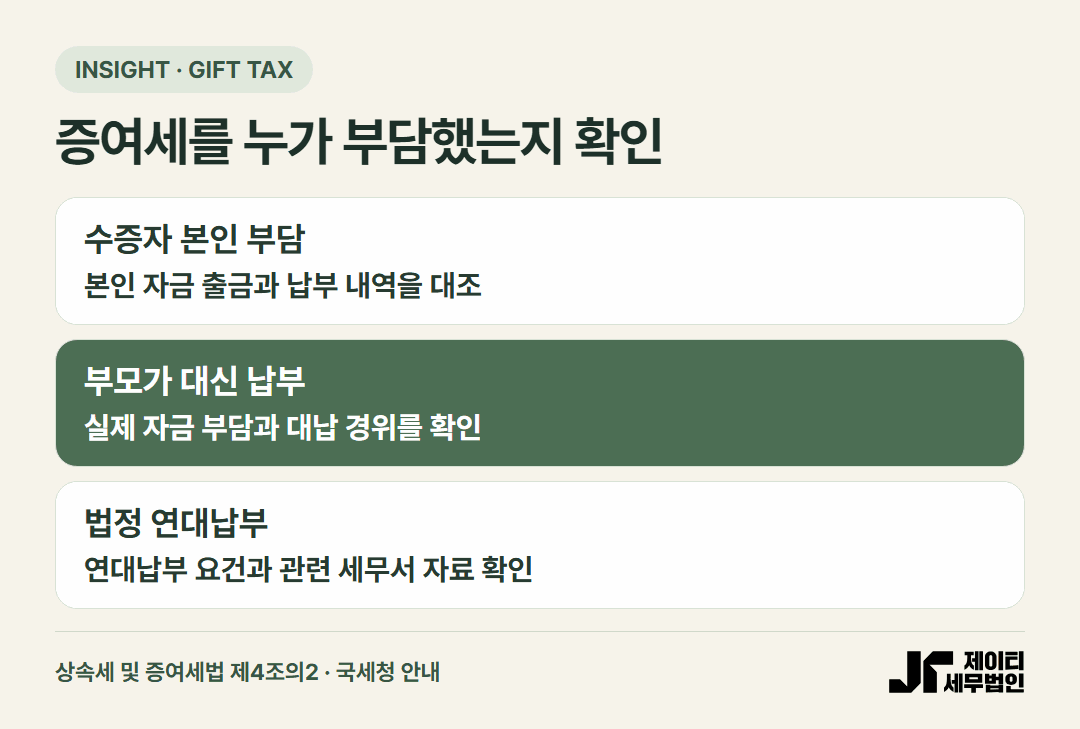 INSIGHT · GIFT TAX
증여세를 누가 부담했는지 확인
수증자 본인 부담
본인 자금 출금과 납부 내역을 대조
부모가 대신 납부
실제 자금 부담과 대납 경위를 확인
법정 연대납부
연대납부 요건과 관련 세무서 자료 확인
상속세 및 증여세법 제4조의2 · 국세청 안내
JT 제이티
세무법인